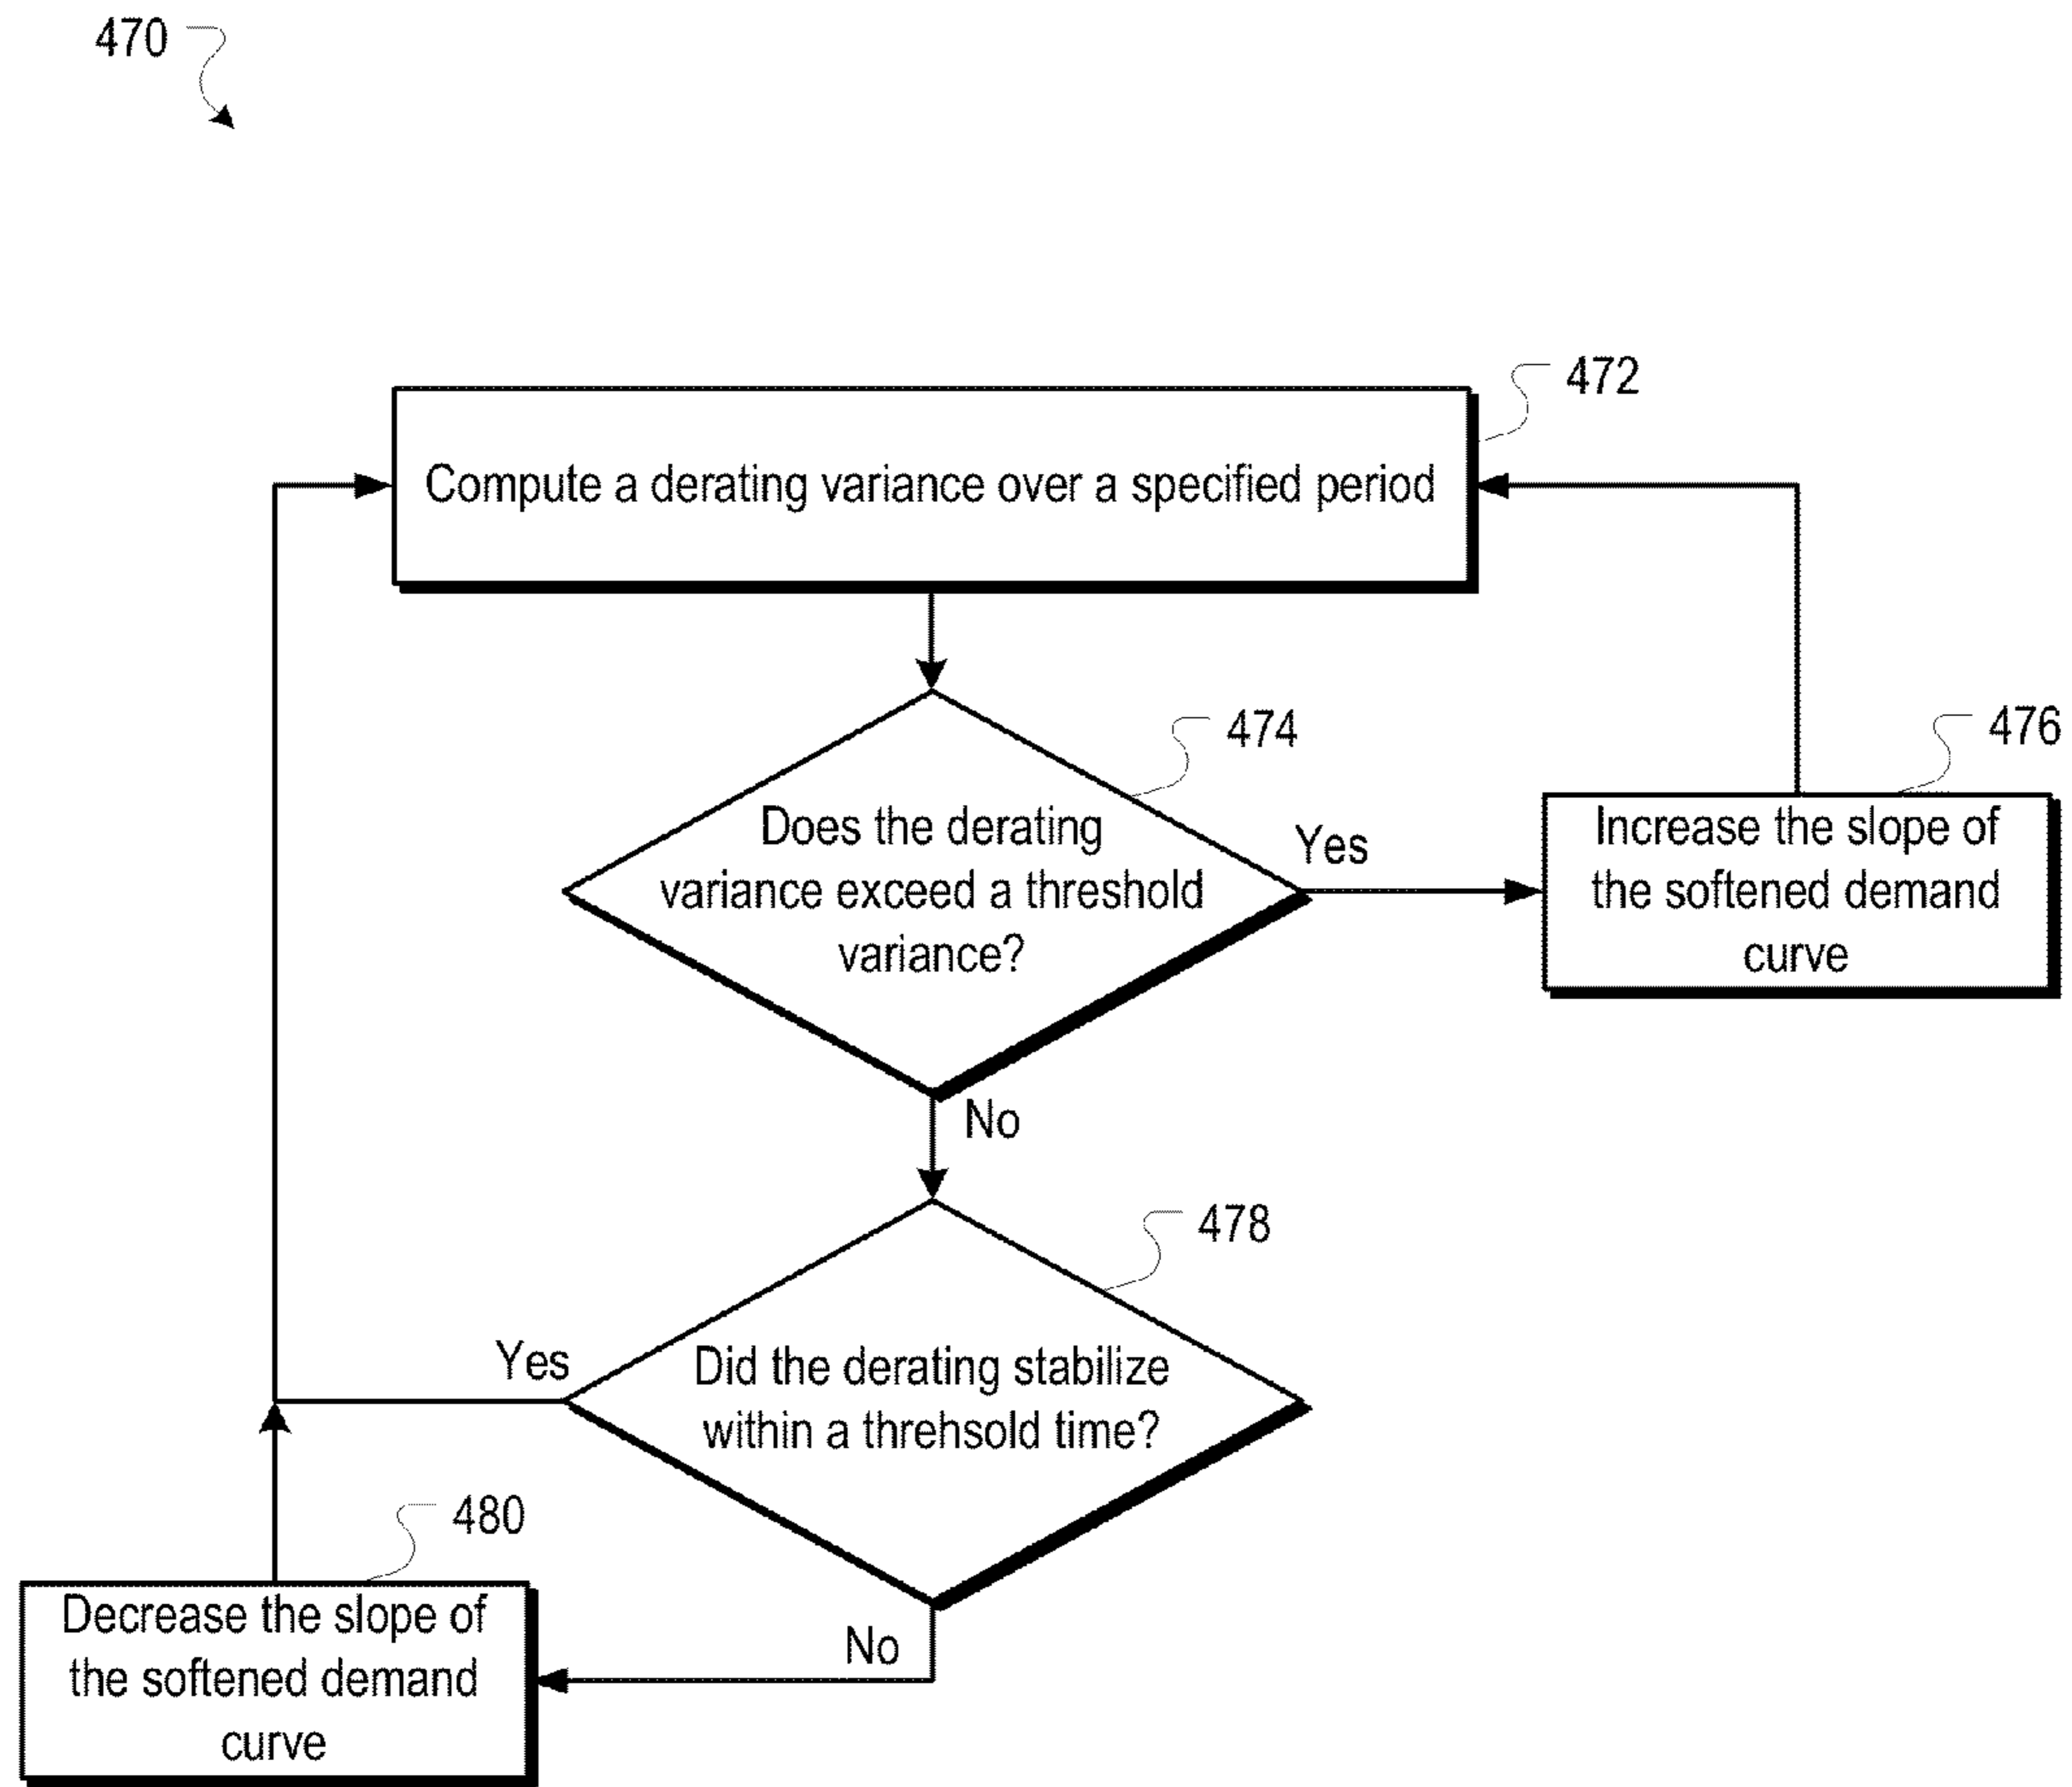 470
472
Compute a derating variance over a specified period
474
476
Does the derating
variance exceed a threshold
variance?
Yes
Increase the slope of
the softened demand
curve
No
478
Yes
Did the derating stabilize
within a threhsold time?
480
Decrease the slope of
the softened demand
curve
No